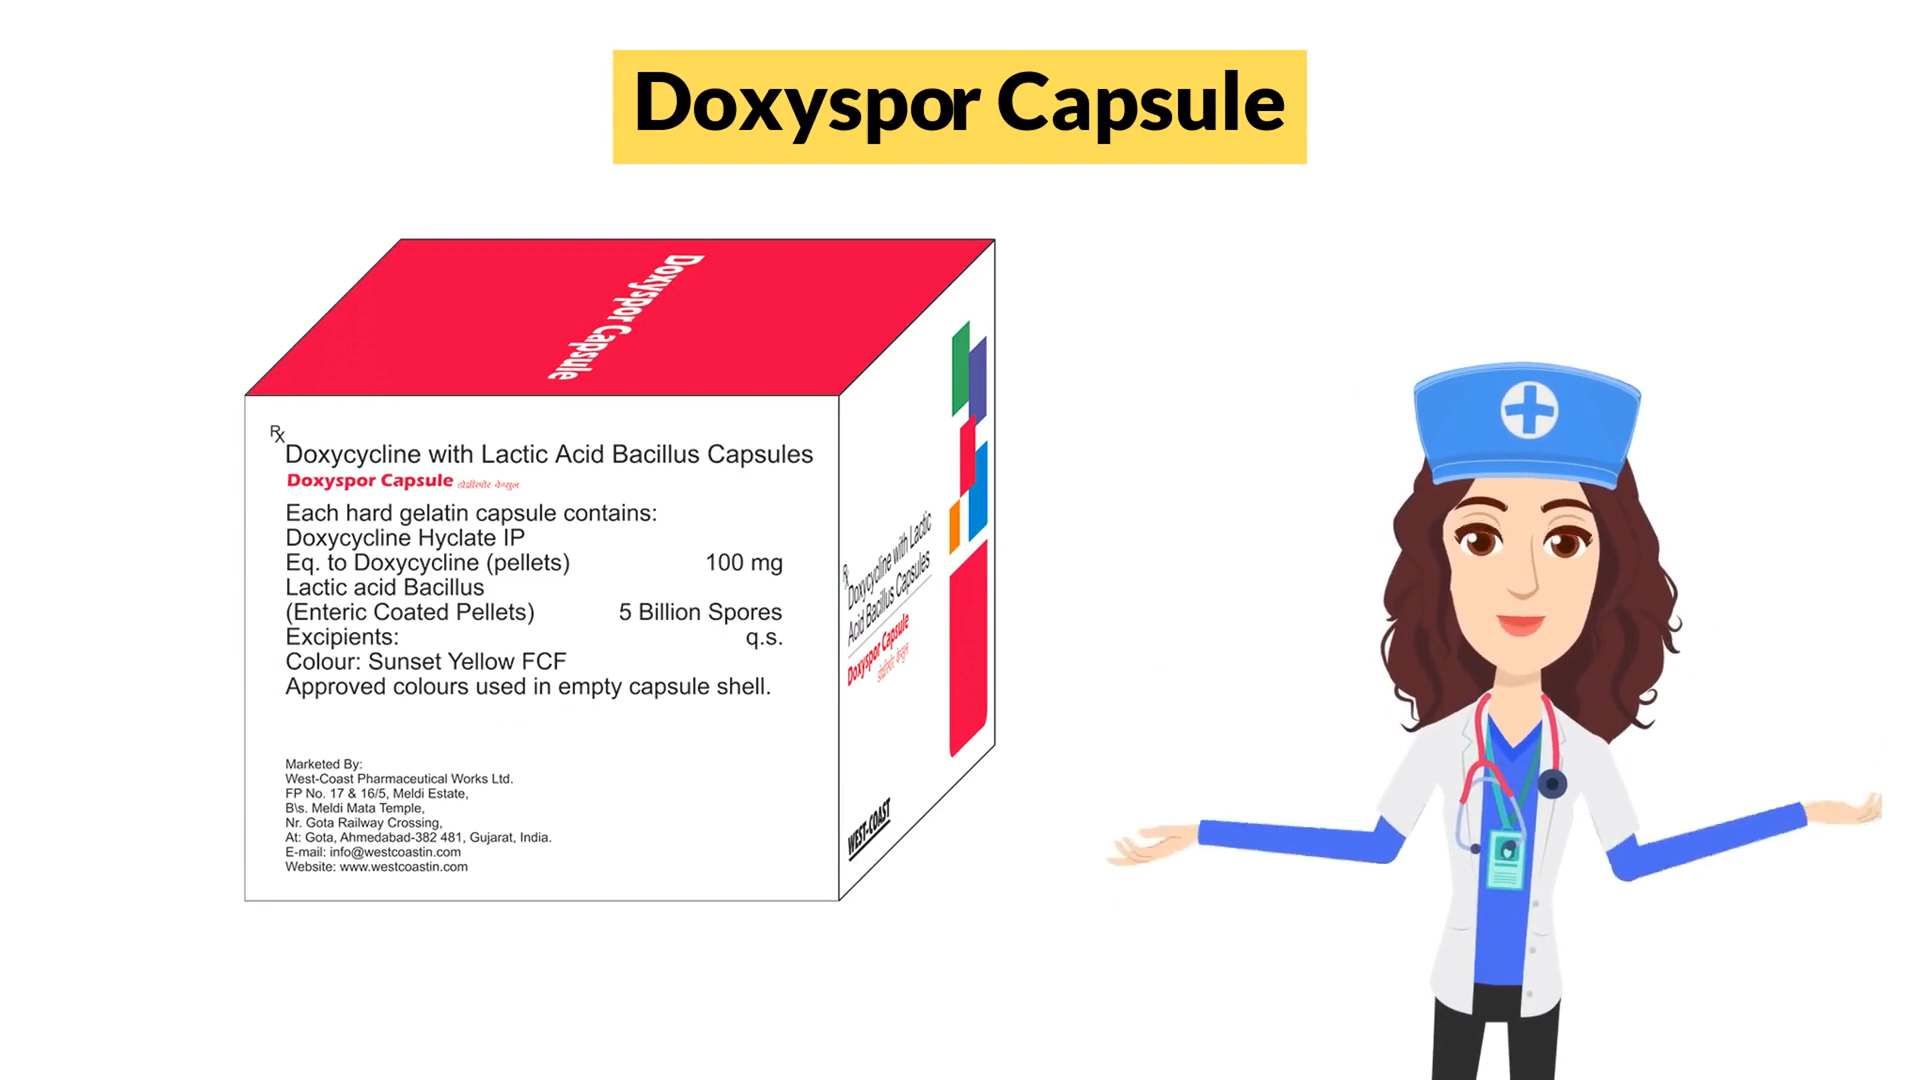 Doxyspor Capsule
Doxyspor Capsule
Rx
Doxycycline with Lactic Acid Bacillus Capsules
Doxyspor Capsule
Each hard gelatin capsule contains:
Doxycycline Hyclate IP
Eq. to Doxycycline (pellets) 100 mg
Lactic acid Bacillus
(Enteric Coated Pellets) 5 Billion Spores
Excipients: q.s.
Colour: Sunset Yellow FCF
Approved colours used in empty capsule shell.
Marketed By:
West-Coast Pharmaceutical Works Ltd.
FP No. 17 & 16/5, Meldi Estate,
B\s. Meldi Mata Temple,
Nr. Gota Railway Crossing,
At: Gota, Ahmedabad-382 481, Gujarat, India.
E-mail: info@westcoastin.com
Website: www.westcoastin.com
Rx
Doxycycline with Lactic
Acid Bacillus Capsules
Doxyspor Capsule
WEST-COAST